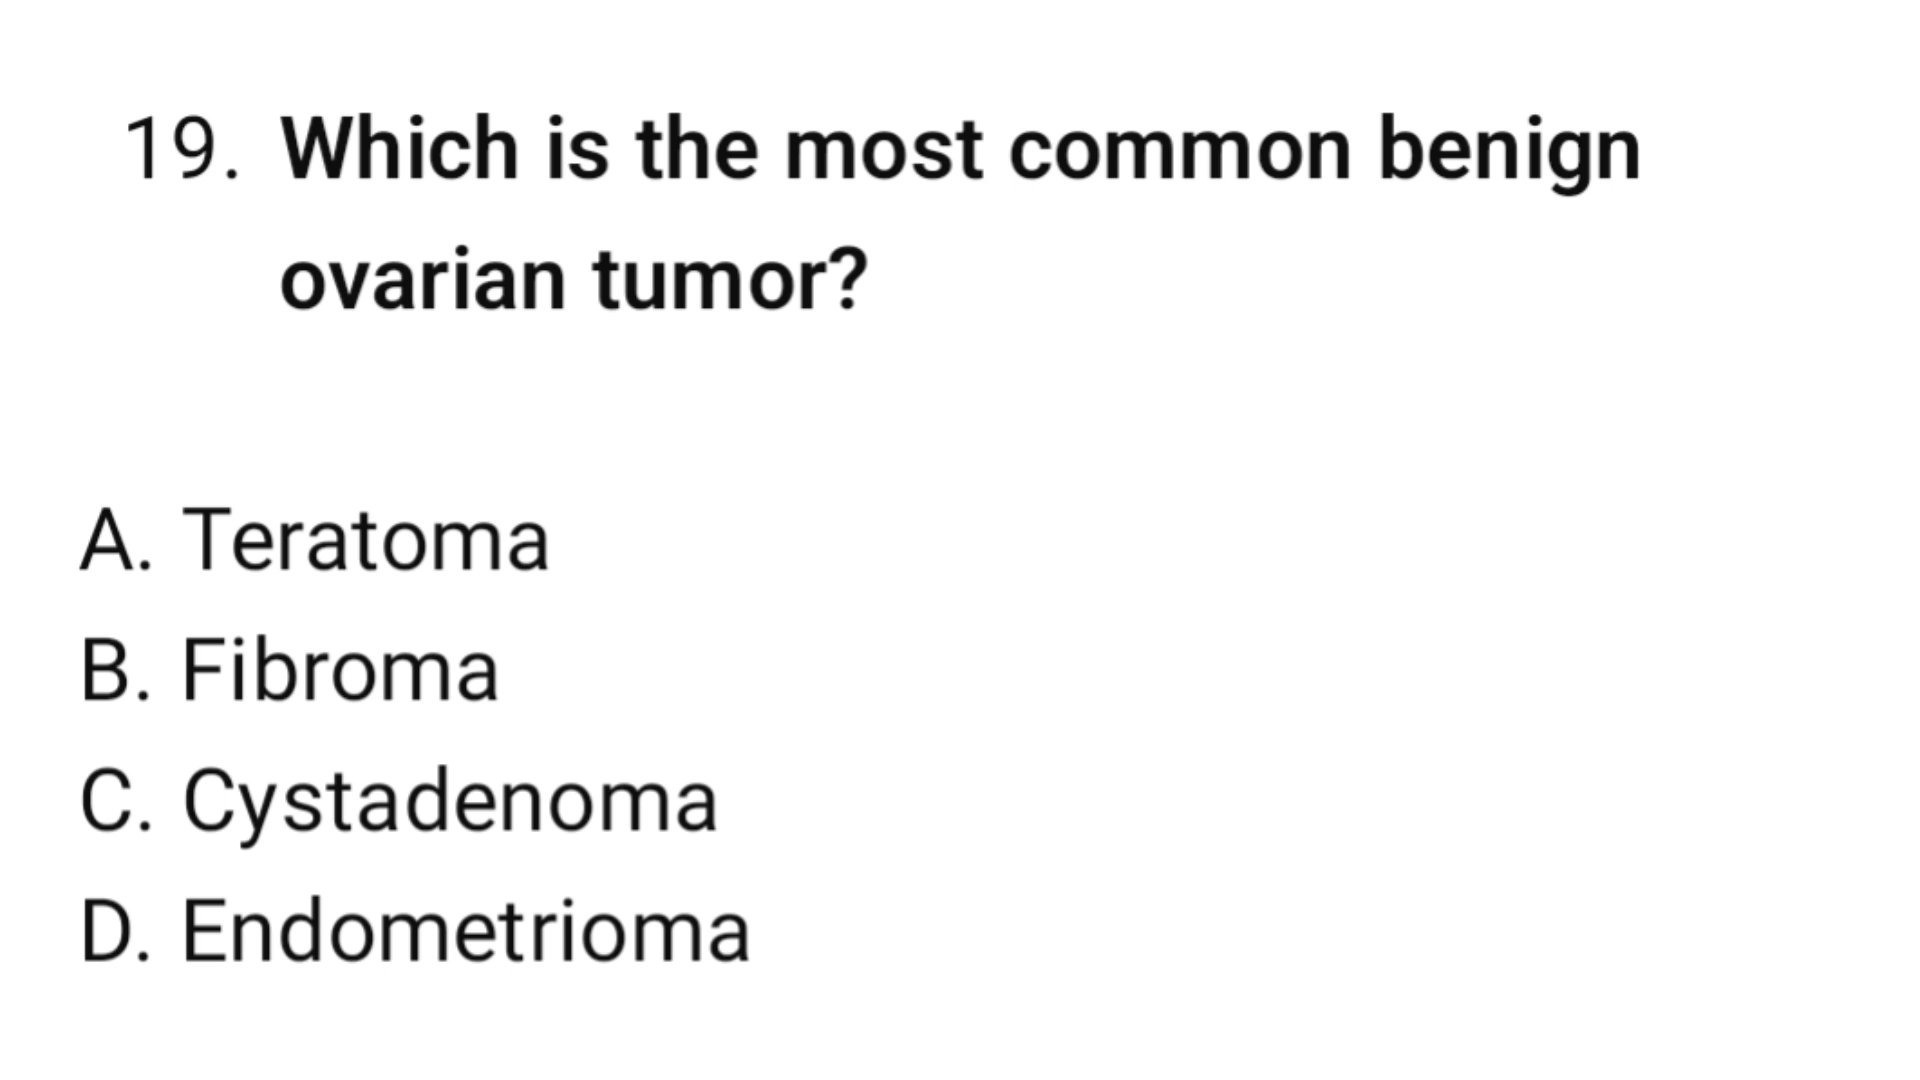 19. Which is the most common benign
ovarian tumor?
A. Teratoma
B. Fibroma
C. Cystadenoma
D. Endometrioma